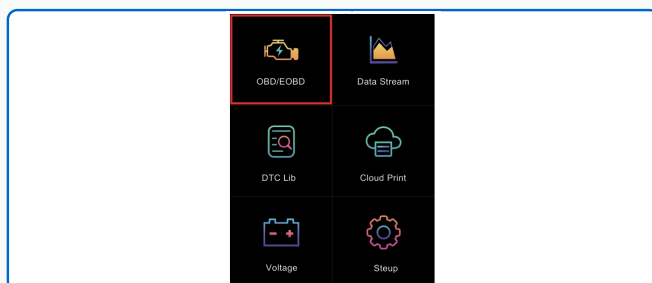 OBD/EOBD
Data Stream
DTC Lib
Cloud Print
Voltage
Steup